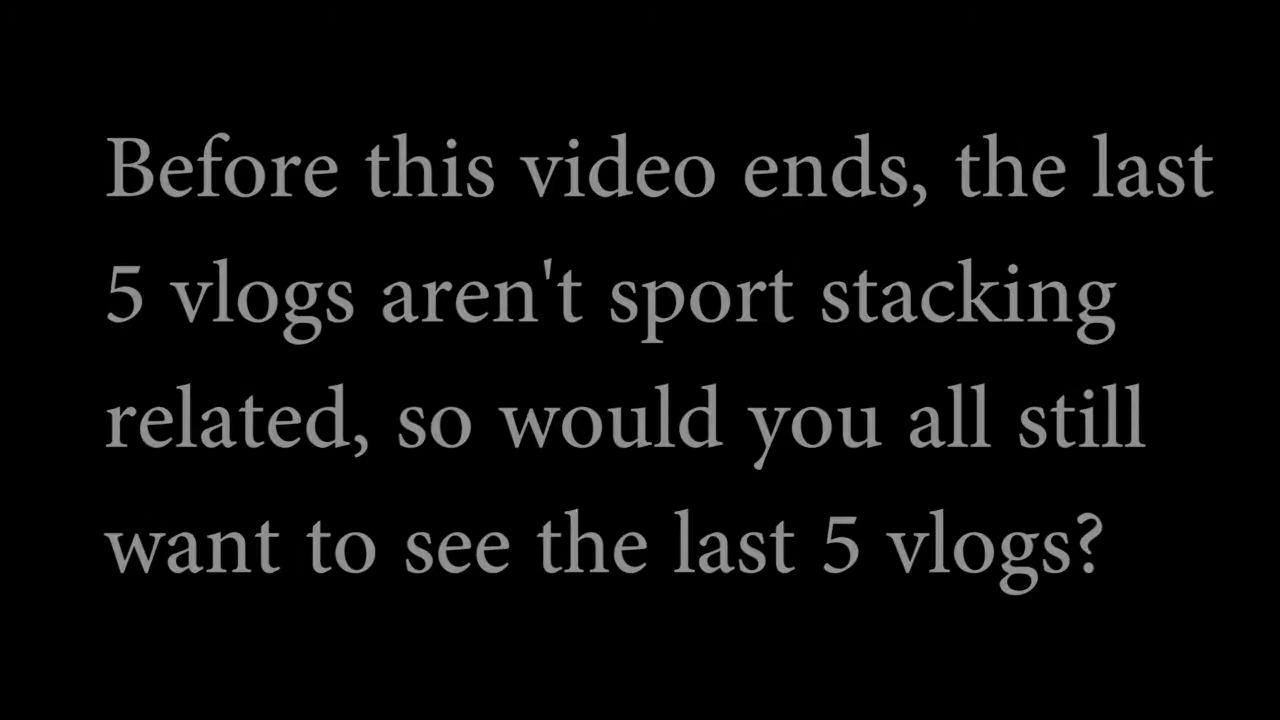 Before this video ends, the last
5 vlogs aren't sport stacking
related, so would you all still
want to see the last 5 vlogs?